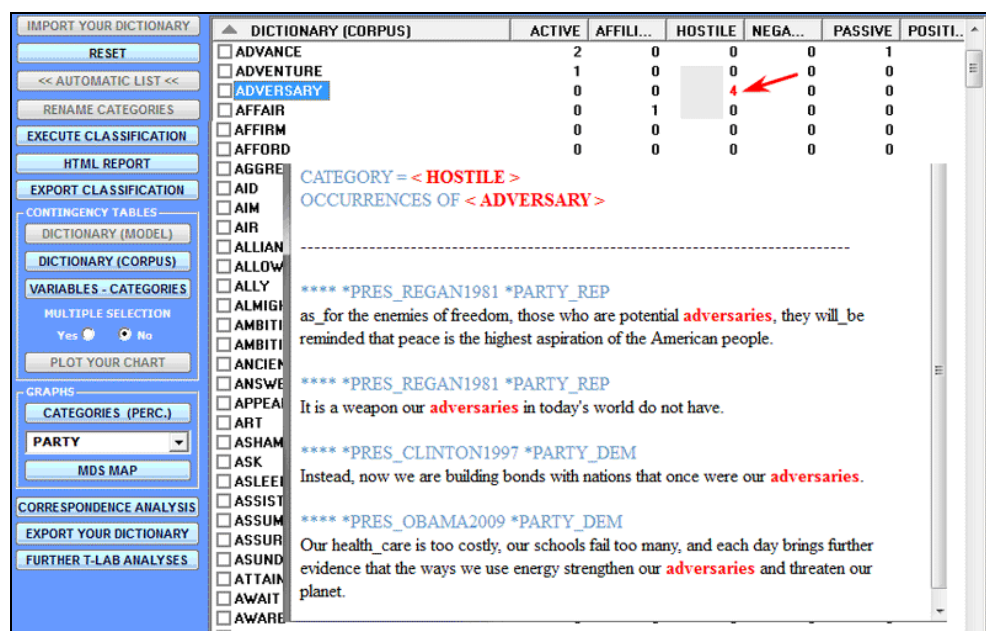 IMPORT YOUR DICTIONARY
RESET
<< AUTOMATIC LIST <<
RENAME CATEGORIES
EXECUTE CLASSIFICATION
HTML REPORT
EXPORT CLASSIFICATION
CONTINGENCY TABLES
DICTIONARY (MODEL)
DICTIONARY (CORPUS)
VARIABLES - CATEGORIES
MULTIPLE SELECTION
Yes No
PLOT YOUR CHART
GRAPHS
CATEGORIES (PERC.)
PARTY
MDS MAP
CORRESPONDENCE ANALYSIS
EXPORT YOUR DICTIONARY
FURTHER T-LAB ANALYSES
DICTIONARY (CORPUS) ACTIVE AFFILI... HOSTILE NEGA... PASSIVE POSITI..
ADVANCE 2 0 0 0 1
ADVENTURE 1 0 0 0 0
ADVERSARY 0 0 4 0 0
AFFAIR 0 1 0 0 0
AFFIRM 0 0 0 0 0
AFFORD 0 0 0 0 0
AGGRE
AID
AIM
AIR
ALLIAN
ALLOW
ALLY
ALMIGH
AMBITI
AMBITI
ANCIEN
ANSWE
APPEA
ART
ASHAM
ASK
ASLEE
ASSIST
ASSUM
ASSUR
ASUND
ATTAIN
AWAIT
AWARE
CATEGORY = < HOSTILE >
OCCURRENCES OF < ADVERSARY >
--------------------------------------------------------------------------------
**** *PRES_REGAN1981 *PARTY_REP
as_for the enemies of freedom, those who are potential adversaries, they will_be
reminded that peace is the highest aspiration of the American people.
**** *PRES_REGAN1981 *PARTY_REP
It is a weapon our adversaries in today's world do not have.
**** *PRES_CLINTON1997 *PARTY_DEM
Instead, now we are building bonds with nations that once were our adversaries.
**** *PRES_OBAMA2009 *PARTY_DEM
Our health_care is too costly, our schools fail too many, and each day brings further
evidence that the ways we use energy strengthen our adversaries and threaten our
planet.